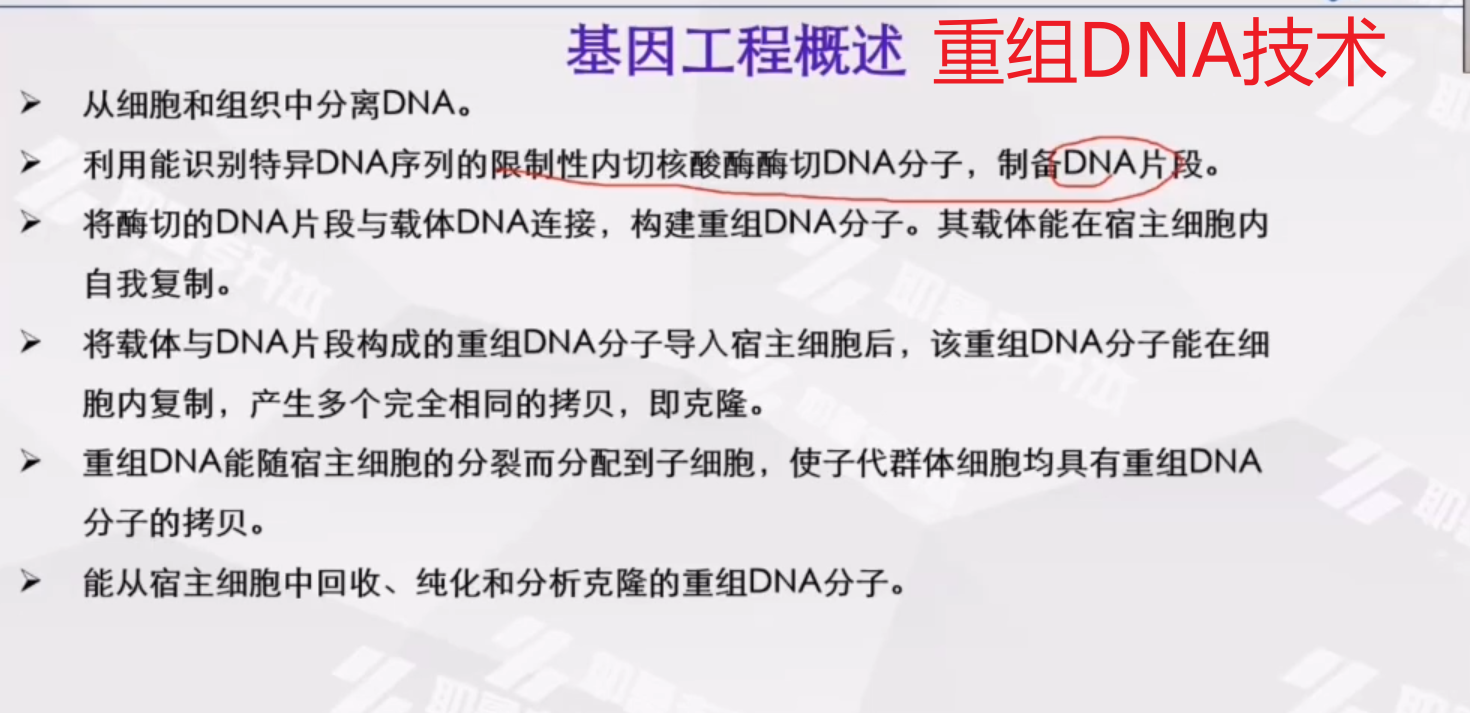 基因工程概述 重组DNA技术
➢ 从细胞和组织中分离DNA。
➢ 利用能识别特异DNA序列的限制性内切核酸酶酶切DNA分子，制备DNA片段。
➢ 将酶切的DNA片段与载体DNA连接，构建重组DNA分子。其载体能在宿主细胞内
自我复制。
➢ 将载体与DNA片段构成的重组DNA分子导入宿主细胞后，该重组DNA分子能在细
胞内复制，产生多个完全相同的拷贝，即克隆。
➢ 重组DNA能随宿主细胞的分裂而分配到子细胞，使子代群体细胞均具有重组DNA
分子的拷贝。
➢ 能从宿主细胞中回收、纯化和分析克隆的重组DNA分子。